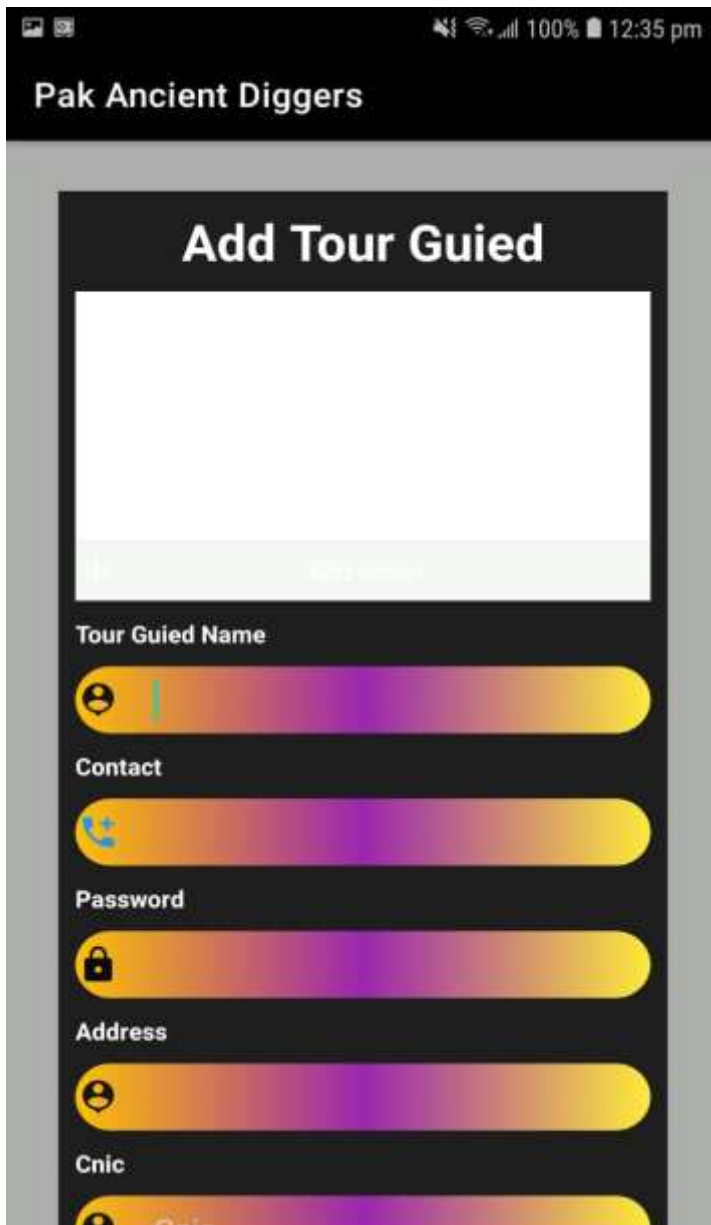 100% 12:35 pm
Pak Ancient Diggers
Add Tour Guied
Tour Guied Name
Contact
Password
Address
Cnic